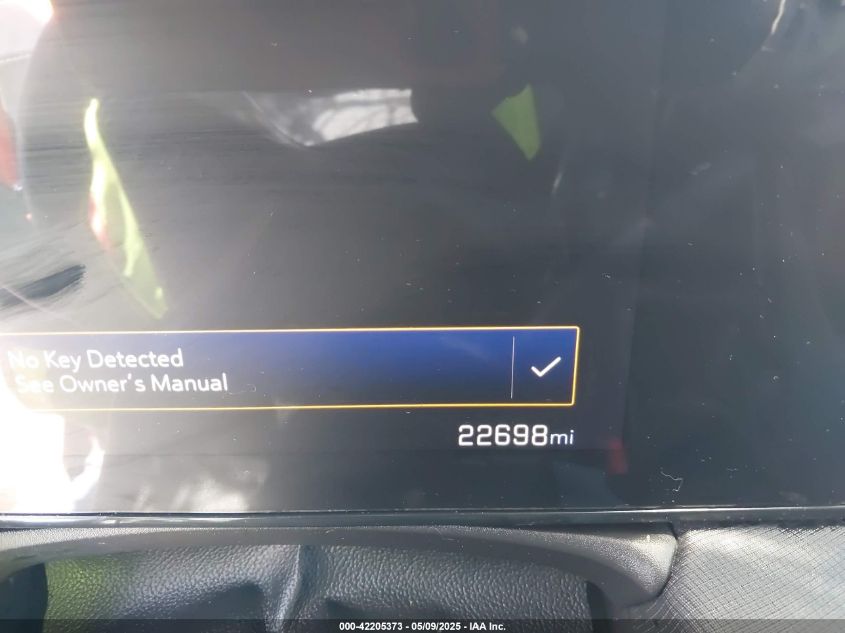 No Key Detected
See Owner's Manual
22698mi
000-42205373 - 05/09/2025 - IAA Inc.